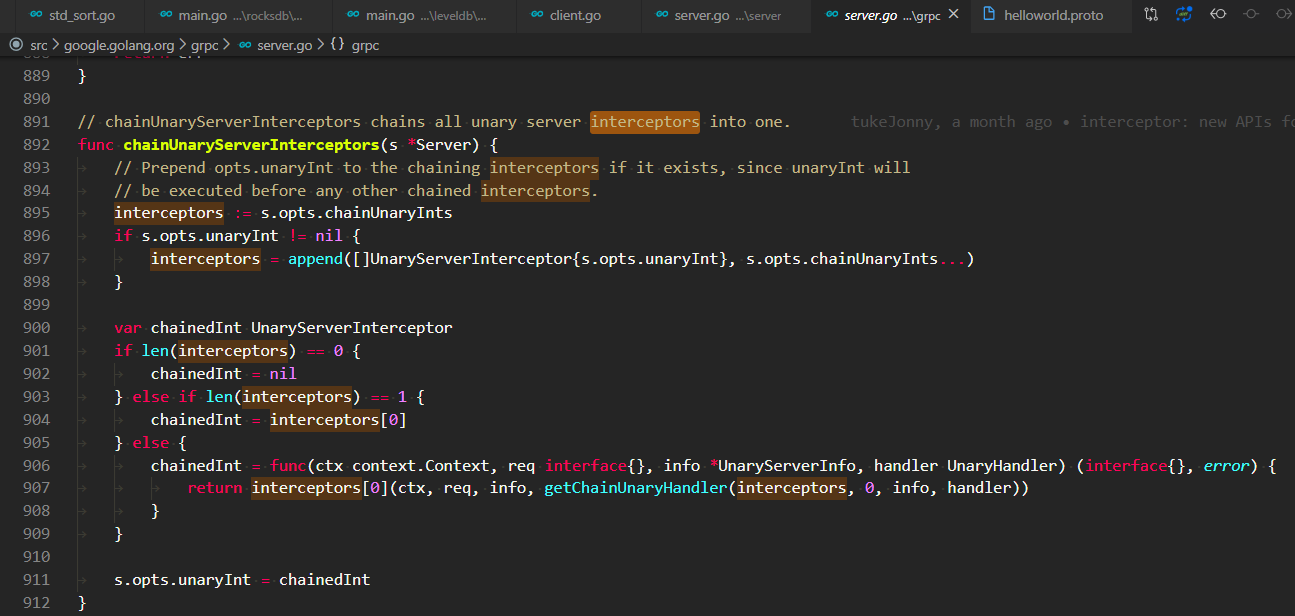 std_sort.go main.go ...\rocksdb\... main.go ...\leveldb\... client.go server.go ...\server server.go ...\grpc helloworld.proto
src > google.golang.org > grpc > server.go > {} grpc
889 }
890
891 // chainUnaryServerInterceptors chains all unary server interceptors into one. tukeJonny, a month ago • interceptor: new APIs fo
892 func chainUnaryServerInterceptors(s *Server) {
893 // Prepend opts.unaryInt to the chaining interceptors if it exists, since unaryInt will
894 // be executed before any other chained interceptors.
895 interceptors := s.opts.chainUnaryInts
896 if s.opts.unaryInt != nil {
897 interceptors = append([]UnaryServerInterceptor{s.opts.unaryInt}, s.opts.chainUnaryInts...)
898 }
899
900 var chainedInt UnaryServerInterceptor
901 if len(interceptors) == 0 {
902 chainedInt = nil
903 } else if len(interceptors) == 1 {
904 chainedInt = interceptors[0]
905 } else {
906 chainedInt = func(ctx context.Context, req interface{}, info *UnaryServerInfo, handler UnaryHandler) (interface{}, error) {
907 return interceptors[0](ctx, req, info, getChainUnaryHandler(interceptors, 0, info, handler))
908 }
909 }
910
911 s.opts.unaryInt = chainedInt
912 }